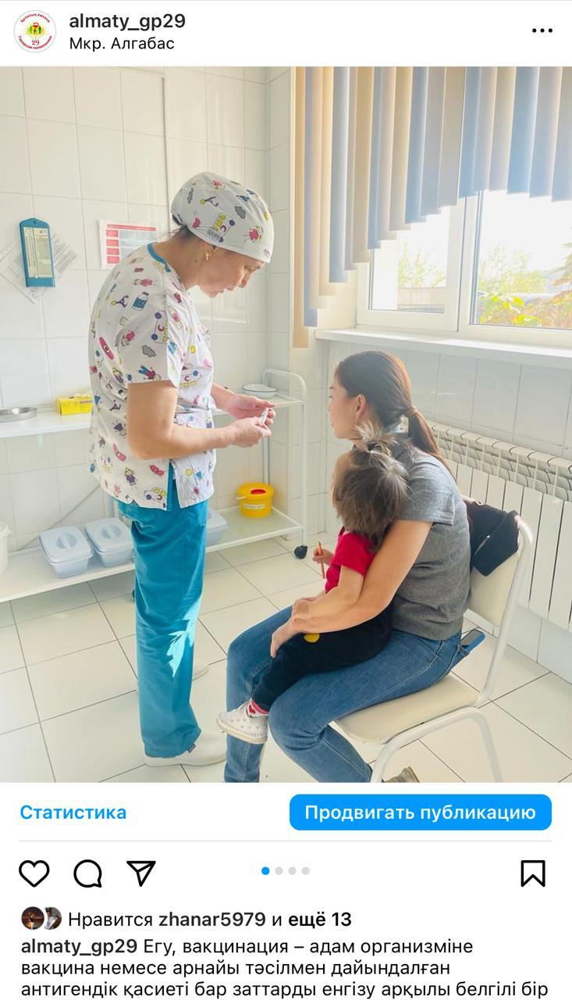 almaty_gp29
Мкр. Алгабас
29
Статистика
Продвигать публикацию
Нравится zhanar5979 и ещё 13
almaty_gp29 Егу, вакцинация – адам организміне
вакцина немесе арнайы тәсілмен дайындалған
антигендік қасиеті бар заттарды енгізу арқылы белгілі бір